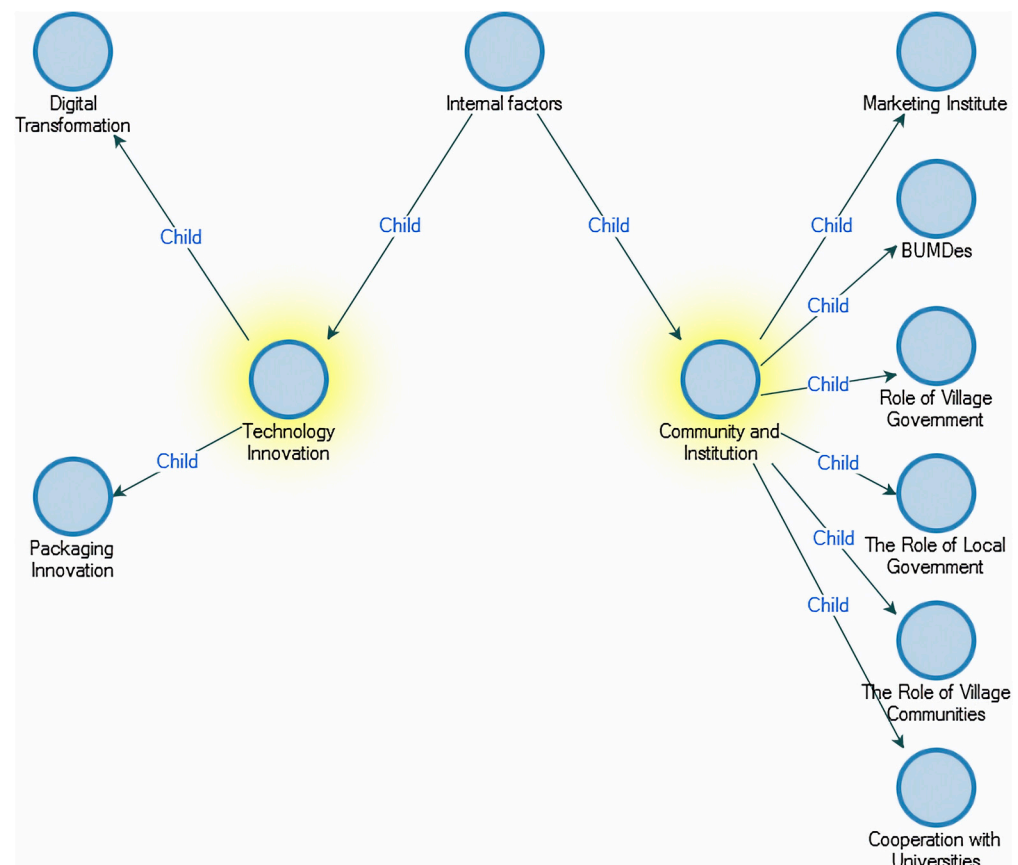 Digital
Transformation
Internal factors
Marketing Institute
Child
Child
Child
Child
BUMDes
Child
Child
Role of Village
Government
Technology
Innovation
Community and
Institution
Child
Child
Packaging
Innovation
The Role of Local
Government
Child
Child
The Role of Village
Communities
Cooperation with
Universities